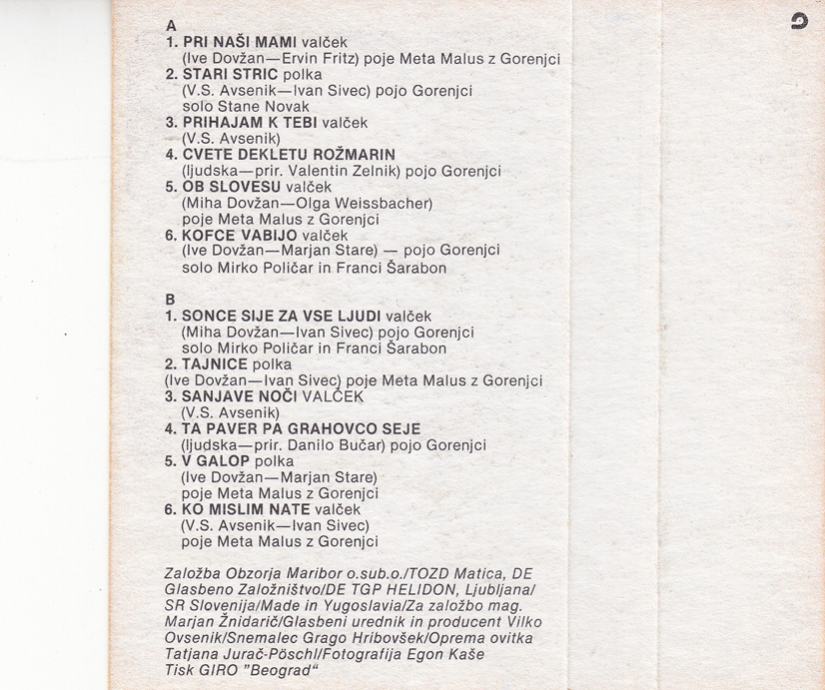 A
1. PRI NAŠI MAMI valček
(Ive Dovžan—Ervin Fritz) poje Meta Malus z Gorenjci
2. STARI STRIC polka
(V.S. Avsenik—Ivan Sivec) pojo Gorenjci
solo Stane Novak
3. PRIHAJAM K TEBI valček
(V.S. Avsenik)
4. CVETE DEKLETU ROŽMARIN
(ljudska—prir. Valentin Zelnik) pojo Gorenjci
5. OB SLOVESU valček
(Miha Dovžan—Olga Weissbacher)
poje Meta Malus z Gorenjci
6. KOFCE VABIJO valček
(Ive Dovžan—Marjan Stare) — pojo Gorenjci
solo Mirko Poličar in Franci Šarabon
B
1. SONCE SIJE ZA VSE LJUDI valček
(Miha Dovžan—Ivan Sivec) pojo Gorenjci
solo Mirko Poličar in Franci Šarabon
2. TAJNICE polka
(Ive Dovžan—Ivan Sivec) poje Meta Malus z Gorenjci
3. SANJAVE NOČI VALČEK
(V.S. Avsenik)
4. TA PAVER PA GRAHOVCO SEJE
(ljudska—prir. Danilo Bučar) pojo Gorenjci
5. V GALOP polka
(Ive Dovžan—Marjan Stare)
poje Meta Malus z Gorenjci
6. KO MISLIM NATE valček
(V.S. Avsenik—Ivan Sivec)
poje Meta Malus z Gorenjci
Založba Obzorja Maribor o.sub.o./TOZD Matica, DE
Glasbeno Založništvo/DE TGP HELIDON, Ljubljana/
SR Slovenija/Made in Yugoslavia/Za založbo mag.
Marjan Žnidarič/Glasbeni urednik in producent Vilko
Ovsenik/Snemalec Grago Hribovšek/Oprema ovitka
Tatjana Jurač-Pöschl/Fotografija Egon Kaše
Tisk GIRO "Beograd"